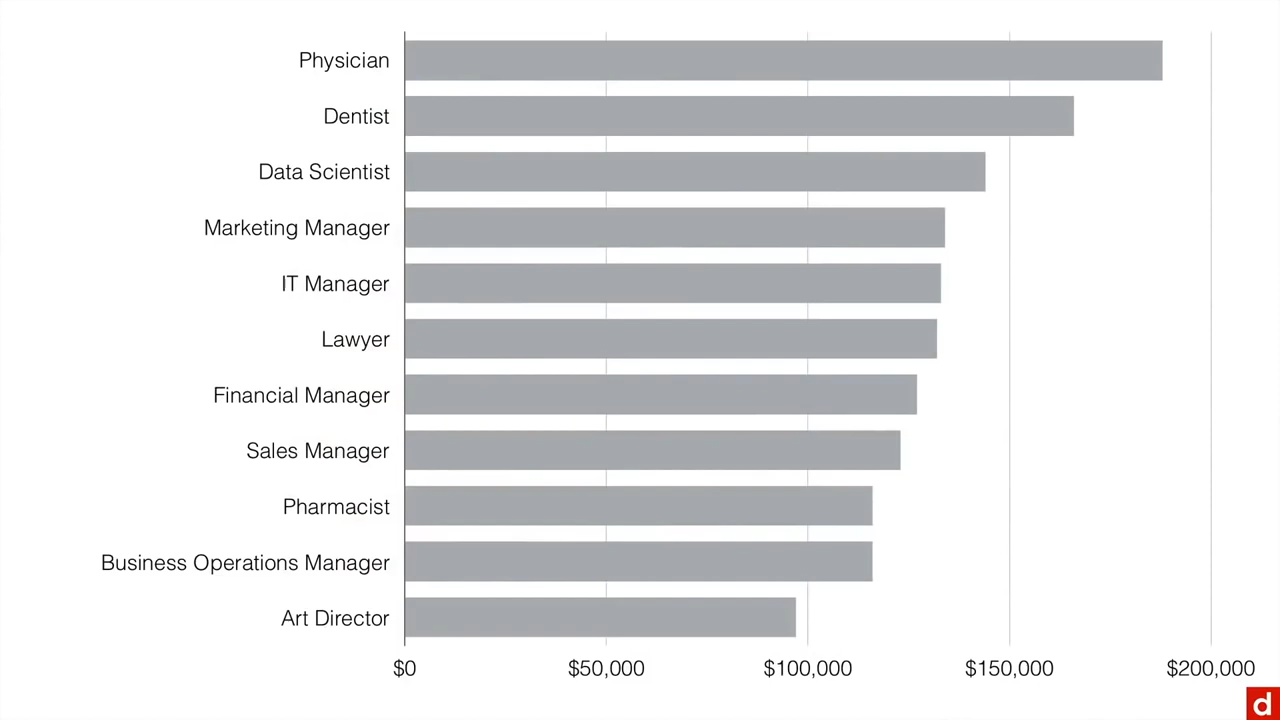 Physician
Dentist
Data Scientist
Marketing Manager
IT Manager
Lawyer
Financial Manager
Sales Manager
Pharmacist
Business Operations Manager
Art Director
$0 $50,000 $100,000 $150,000 $200,000
d